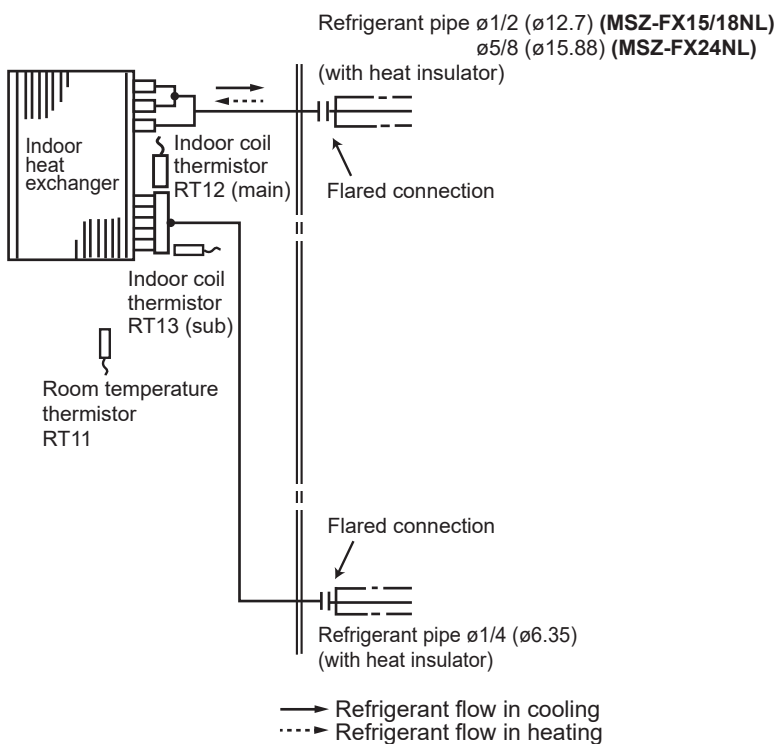 Refrigerant pipe ø1/2 (ø12.7) (MSZ-FX15/18NL)
ø5/8 (ø15.88) (MSZ-FX24NL)
(with heat insulator)
Indoor
heat
exchanger
Indoor coil
thermistor
RT12 (main)
Flared connection
Indoor coil
thermistor
RT13 (sub)
Room temperature
thermistor
RT11
Flared connection
Refrigerant pipe ø1/4 (ø6.35)
(with heat insulator)
Refrigerant flow in cooling
Refrigerant flow in heating